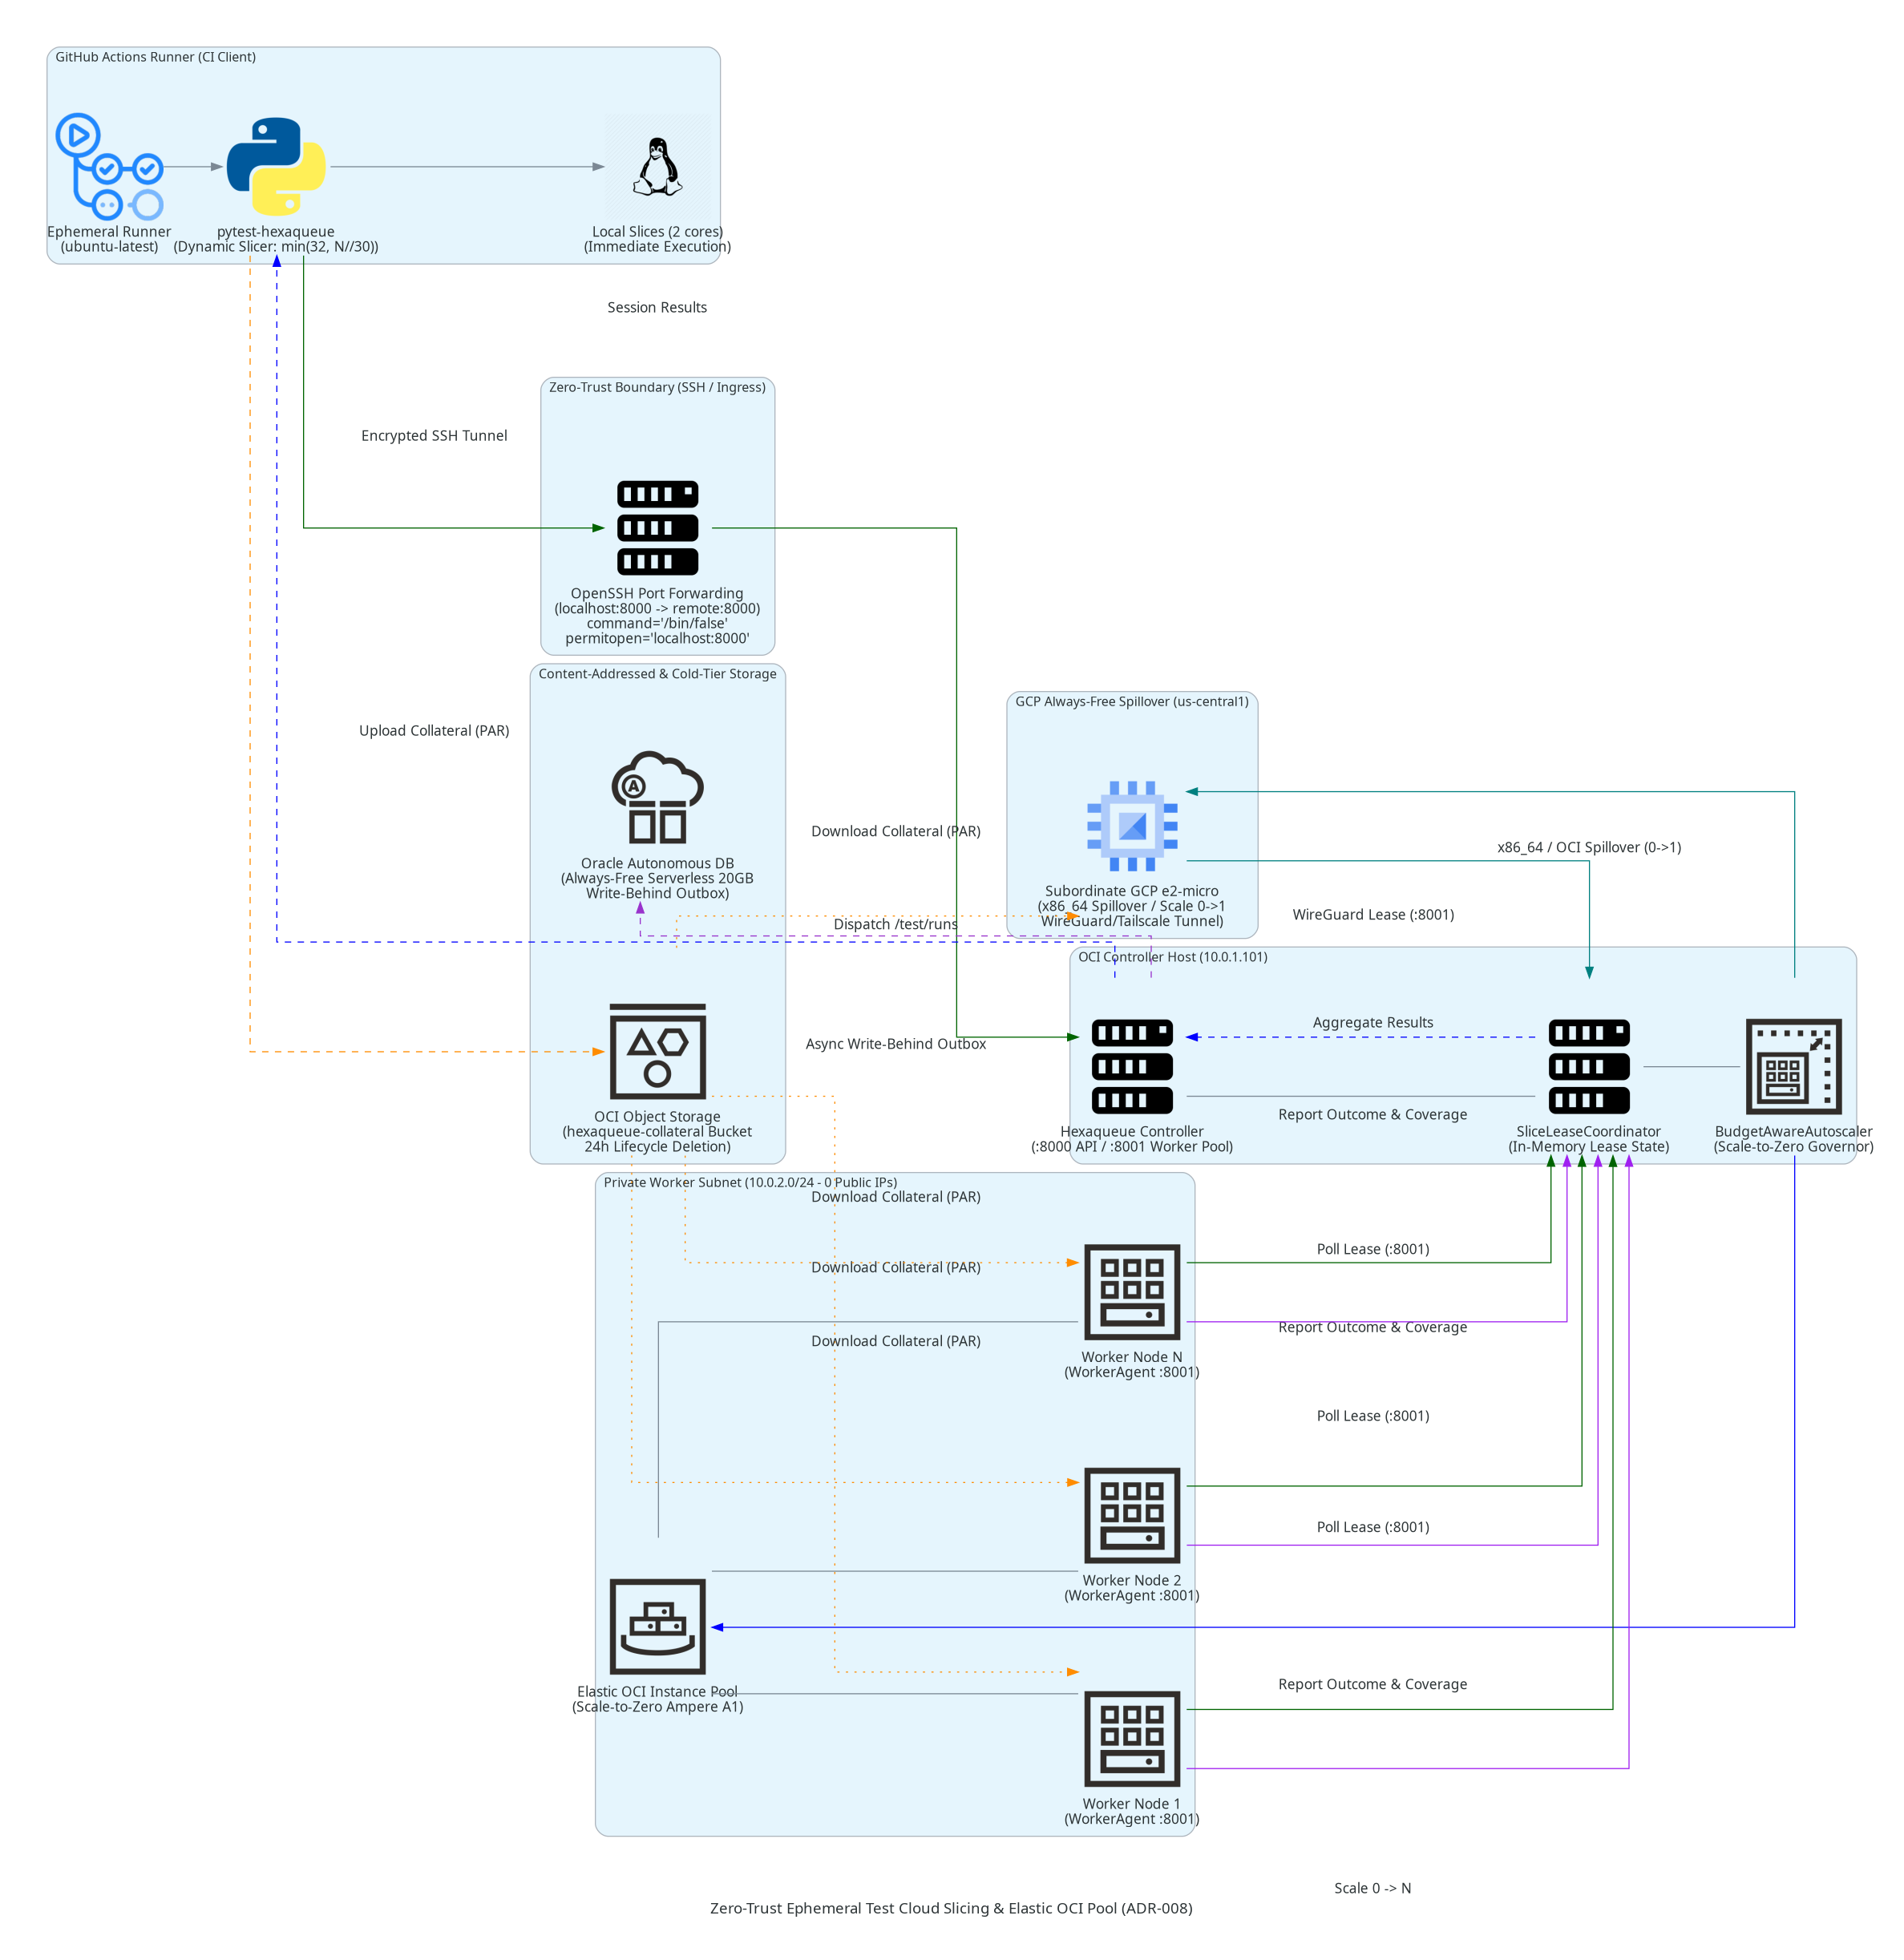 GitHub Actions Runner (CI Client)
Ephemeral Runner
(ubuntu-latest)
pytest-hexaqueue
(Dynamic Slicer: min(32, N//30))
Local Slices (2 cores)
(Immediate Execution)
Session Results
Zero-Trust Boundary (SSH / Ingress)
Encrypted SSH Tunnel
OpenSSH Port Forwarding
(localhost:8000 -> remote:8000)
command='/bin/false'
permitopen='localhost:8000'
Content-Addressed & Cold-Tier Storage
Upload Collateral (PAR)
Oracle Autonomous DB
(Always-Free Serverless 20GB
Write-Behind Outbox)
GCP Always-Free Spillover (us-central1)
Download Collateral (PAR)
x86_64 / OCI Spillover (0->1)
Subordinate GCP e2-micro
(x86_64 Spillover / Scale 0->1
WireGuard/Tailscale Tunnel)
WireGuard Lease (:8001)
Dispatch /test/runs
OCI Controller Host (10.0.1.101)
Aggregate Results
Async Write-Behind Outbox
OCI Object Storage
(hexaqueue-collateral Bucket
24h Lifecycle Deletion)
Report Outcome & Coverage
Hexaqueue Controller
(:8000 API / :8001 Worker Pool)
SliceLeaseCoordinator
(In-Memory Lease State)
BudgetAwareAutoscaler
(Scale-to-Zero Governor)
Private Worker Subnet (10.0.2.0/24 - 0 Public IPs)
Download Collateral (PAR)
Poll Lease (:8001)
Download Collateral (PAR)
Report Outcome & Coverage
Download Collateral (PAR)
Worker Node N
(WorkerAgent :8001)
Poll Lease (:8001)
Poll Lease (:8001)
Worker Node 2
(WorkerAgent :8001)
Report Outcome & Coverage
Elastic OCI Instance Pool
(Scale-to-Zero Ampere A1)
Worker Node 1
(WorkerAgent :8001)
Scale 0 -> N
Zero-Trust Ephemeral Test Cloud Slicing & Elastic OCI Pool (ADR-008)